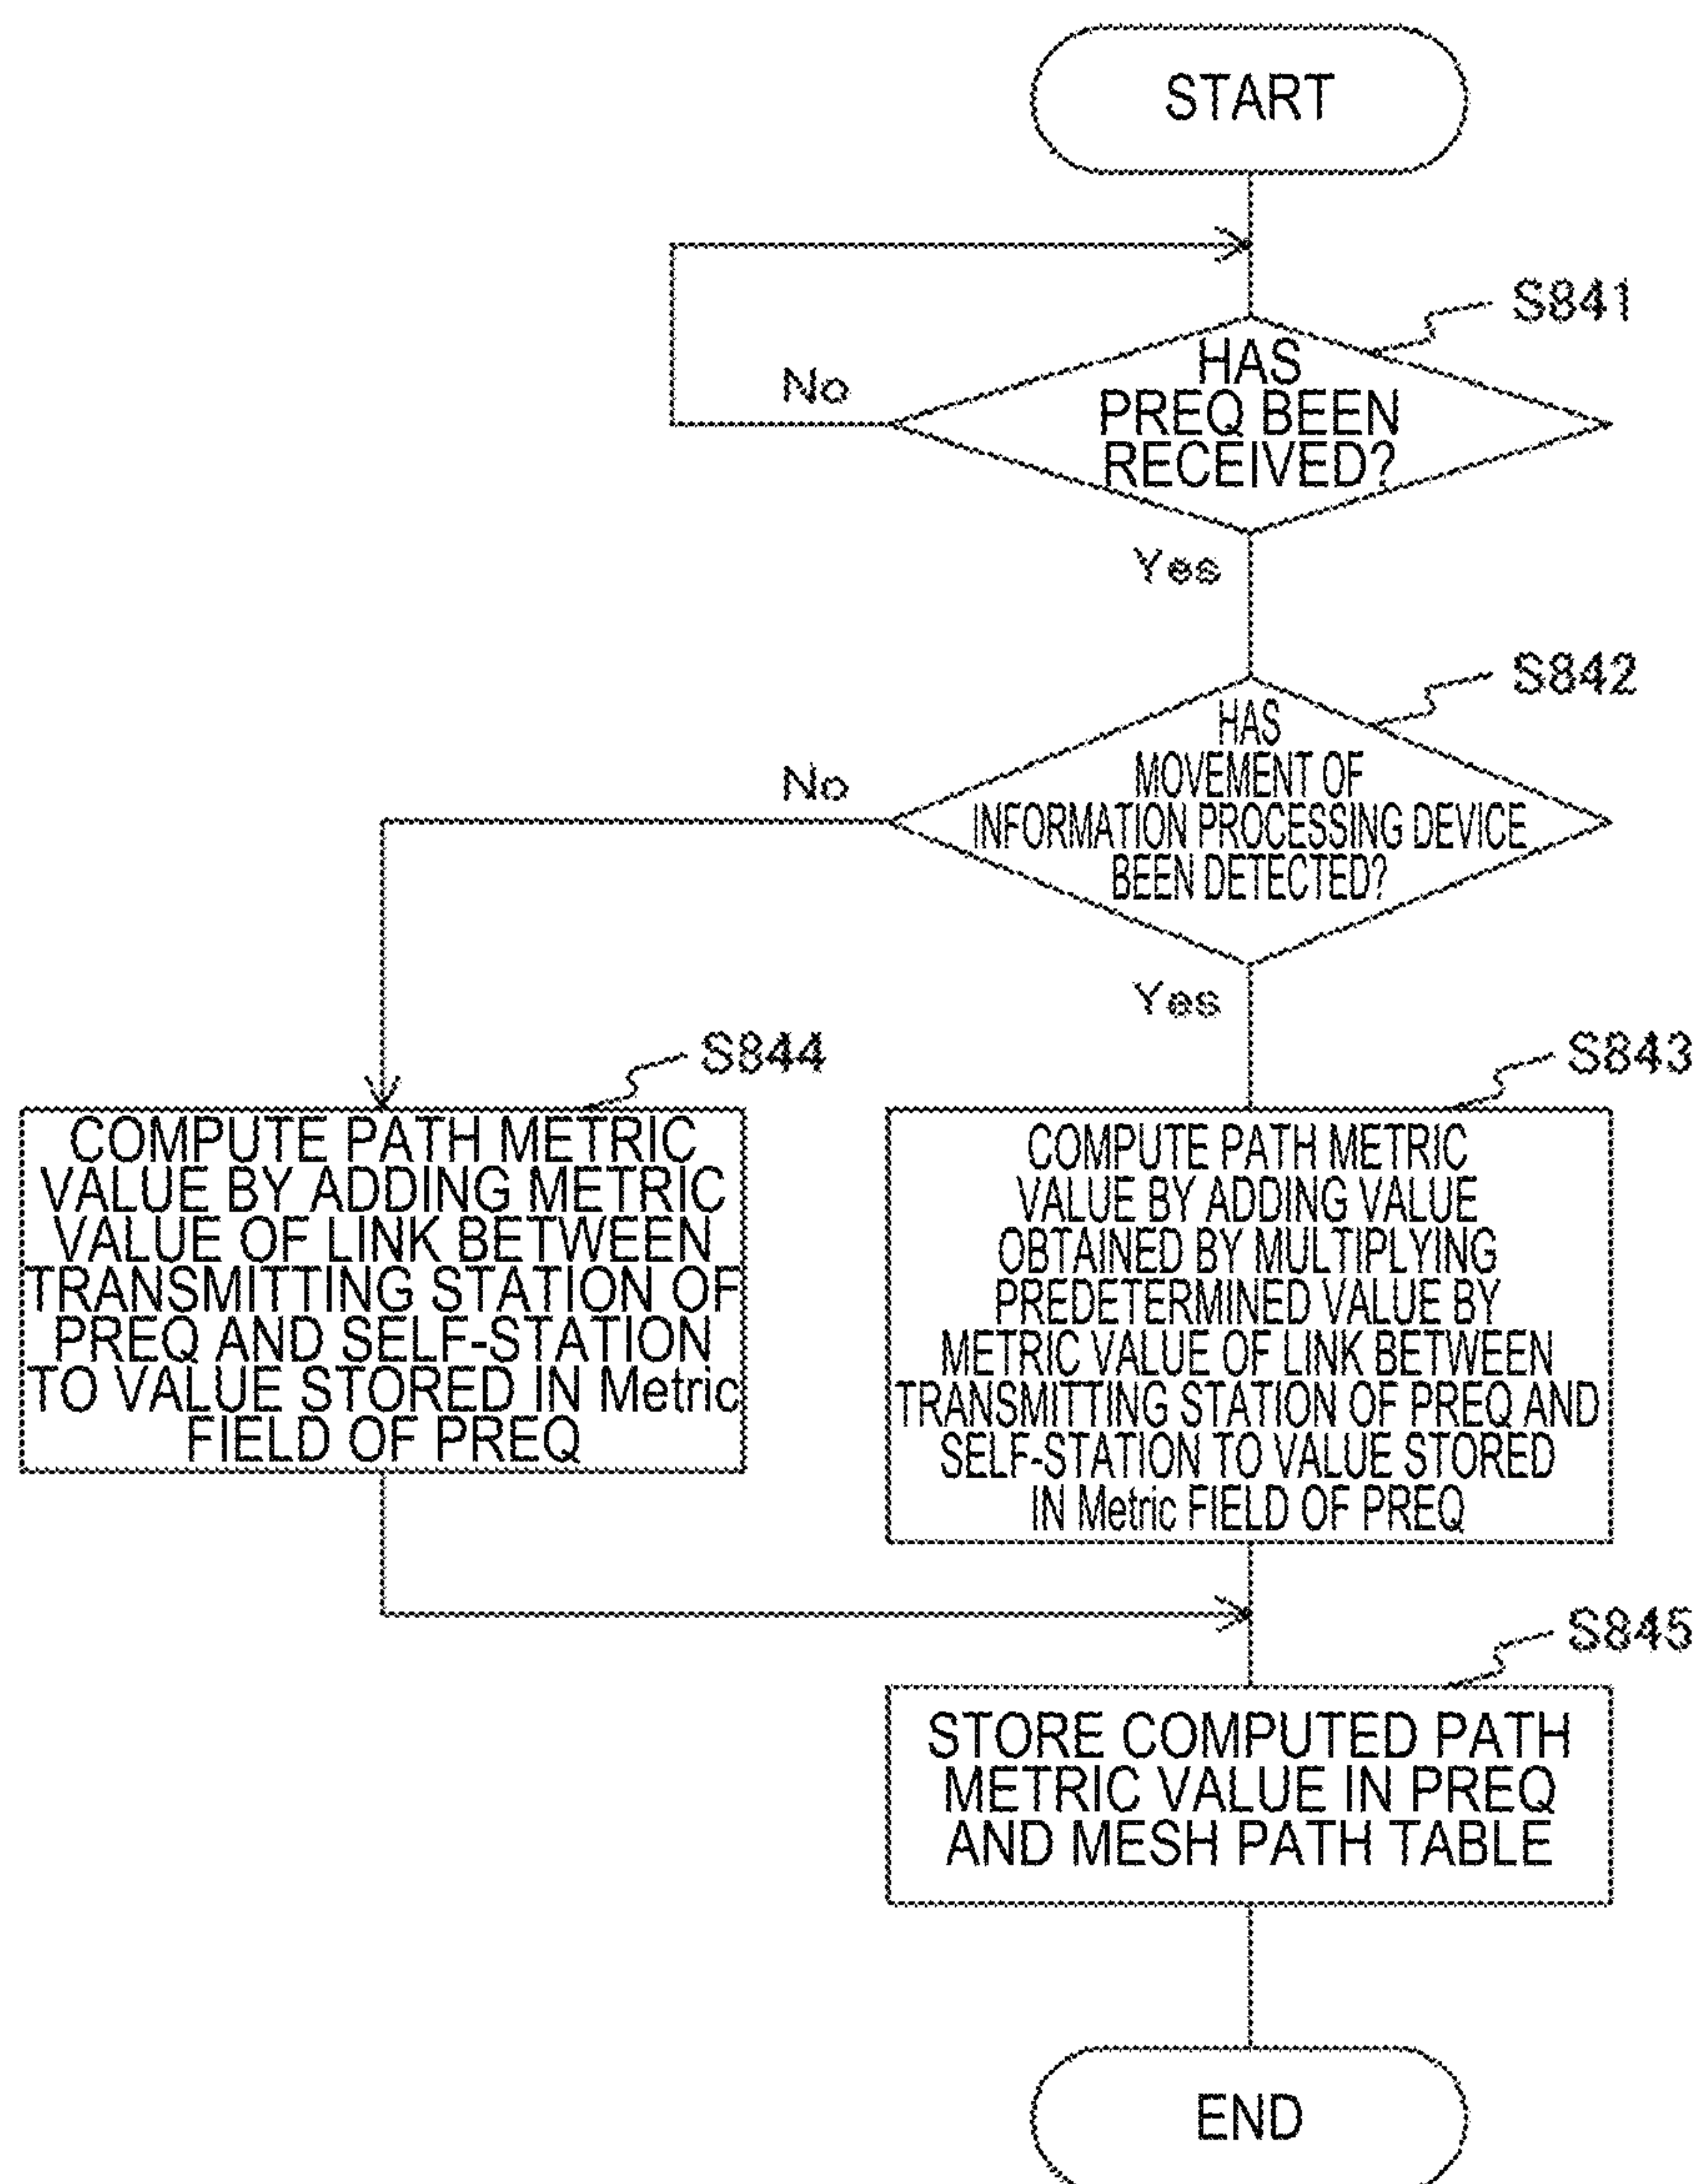 START
S841
HAS
PREQ BEEN
RECEIVED?
No
Yes
S842
HAS
MOVEMENT OF
INFORMATION PROCESSING DEVICE
BEEN DETECTED?
No
Yes
S844
COMPUTE PATH METRIC
VALUE BY ADDING METRIC
VALUE OF LINK BETWEEN
TRANSMITTING STATION OF
PREQ AND SELF-STATION
TO VALUE STORED IN Metric
FIELD OF PREQ
S843
COMPUTE PATH METRIC
VALUE BY ADDING VALUE
OBTAINED BY MULTIPLYING
PREDETERMINED VALUE BY
METRIC VALUE OF LINK BETWEEN
TRANSMITTING STATION OF PREQ AND
SELF-STATION TO VALUE STORED
IN Metric FIELD OF PREQ
S845
STORE COMPUTED PATH
METRIC VALUE IN PREQ
AND MESH PATH TABLE
END